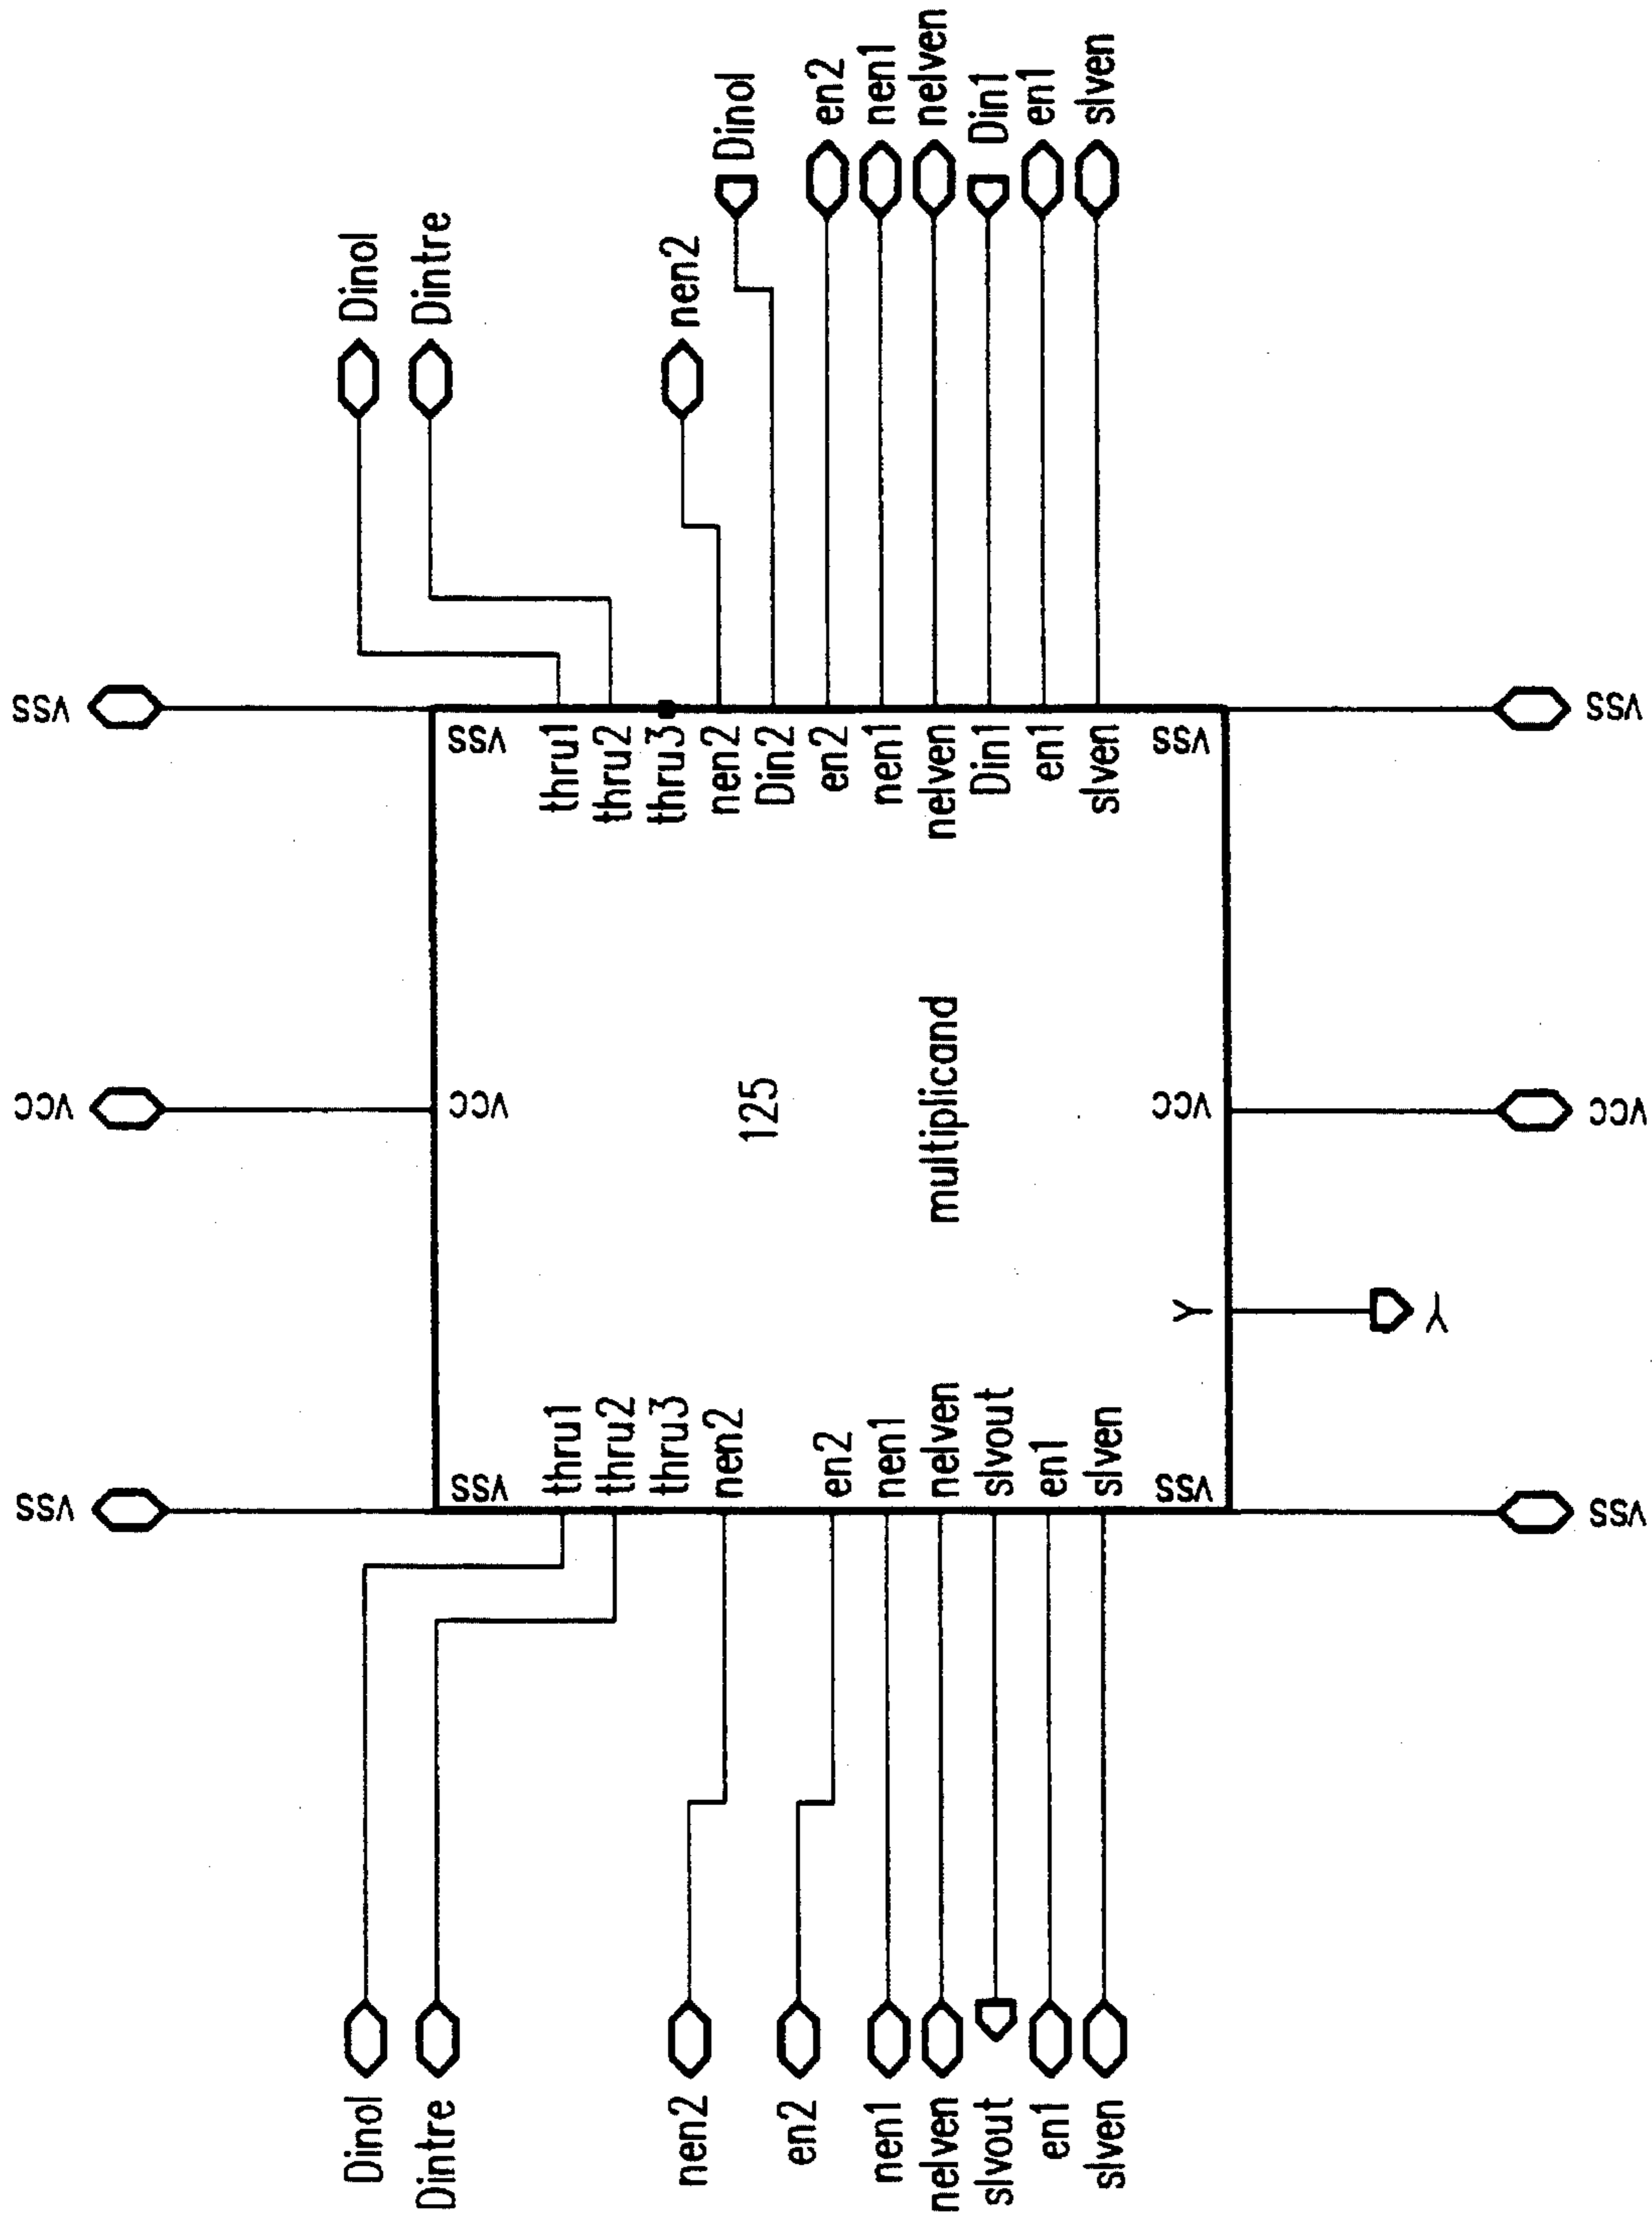 VSS
VCC
VSS
Dinol
Dinol
Dintre
Dintre
VSS
VCC
VSS
thru1
thru1
thru2
thru2
thru3
thru3
nen2
nen2
nen2
nen2
Din2
Dinol
125
en2
en2
en2
en2
nen1
nen1
nen1
nen1
nelven
nelven
multiplicand
nelven
nelven
slvout
slvout
Din1
Din1
en1
en1
en1
en1
slven
slven
slven
slven
VSS
Y
VCC
VSS
Y
VSS
VCC
VSS